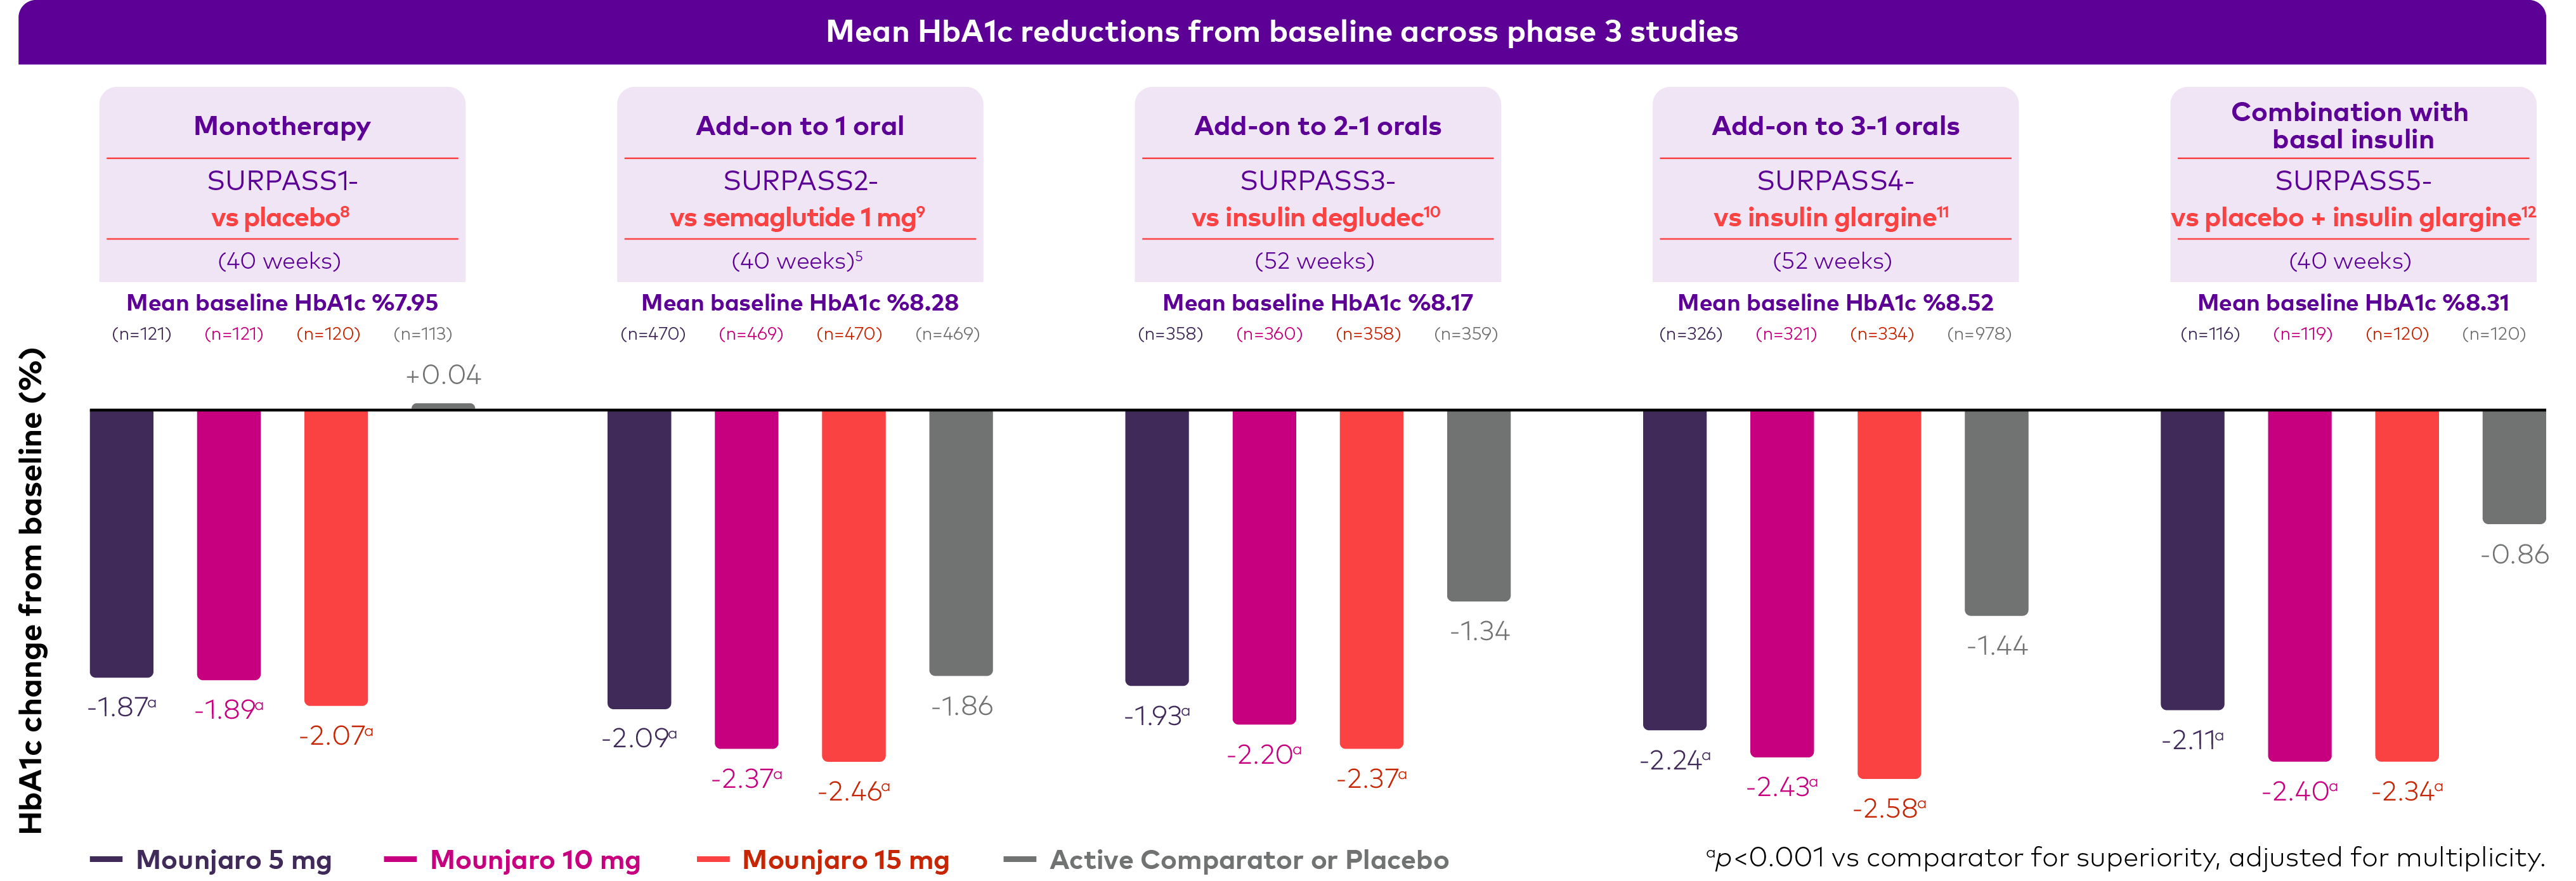 Mean HbA1c reductions from baseline across phase 3 studies
Monotherapy
SURPASS1-
vs placebo⁸
(40 weeks)
Mean baseline HbA1c %7.95
(n=121) (n=121) (n=120) (n=113)
Add-on to 1 oral
SURPASS2-
vs semaglutide 1 mg⁹
(40 weeks)⁵
Mean baseline HbA1c %8.28
(n=470) (n=469) (n=470) (n=469)
Add-on to 2-1 orals
SURPASS3-
vs insulin degludec¹⁰
(52 weeks)
Mean baseline HbA1c %8.17
(n=358) (n=360) (n=358) (n=359)
Add-on to 3-1 orals
SURPASS4-
vs insulin glargine¹¹
(52 weeks)
Mean baseline HbA1c %8.52
(n=326) (n=321) (n=334) (n=978)
Combination with
basal insulin
SURPASS5-
vs placebo + insulin glargine¹²
(40 weeks)
Mean baseline HbA1c %8.31
(n=116) (n=119) (n=120) (n=120)
HbA1c change from baseline (%)
-1.87ᵃ -1.89ᵃ -2.07ᵃ +0.04
-2.09ᵃ -2.37ᵃ -2.46ᵃ -1.86
-1.93ᵃ -2.20ᵃ -2.37ᵃ -1.34
-2.24ᵃ -2.43ᵃ -2.58ᵃ -1.44
-2.11ᵃ -2.40ᵃ -2.34ᵃ -0.86
Mounjaro 5 mg Mounjaro 10 mg Mounjaro 15 mg Active Comparator or Placebo
ᵃp<0.001 vs comparator for superiority, adjusted for multiplicity.